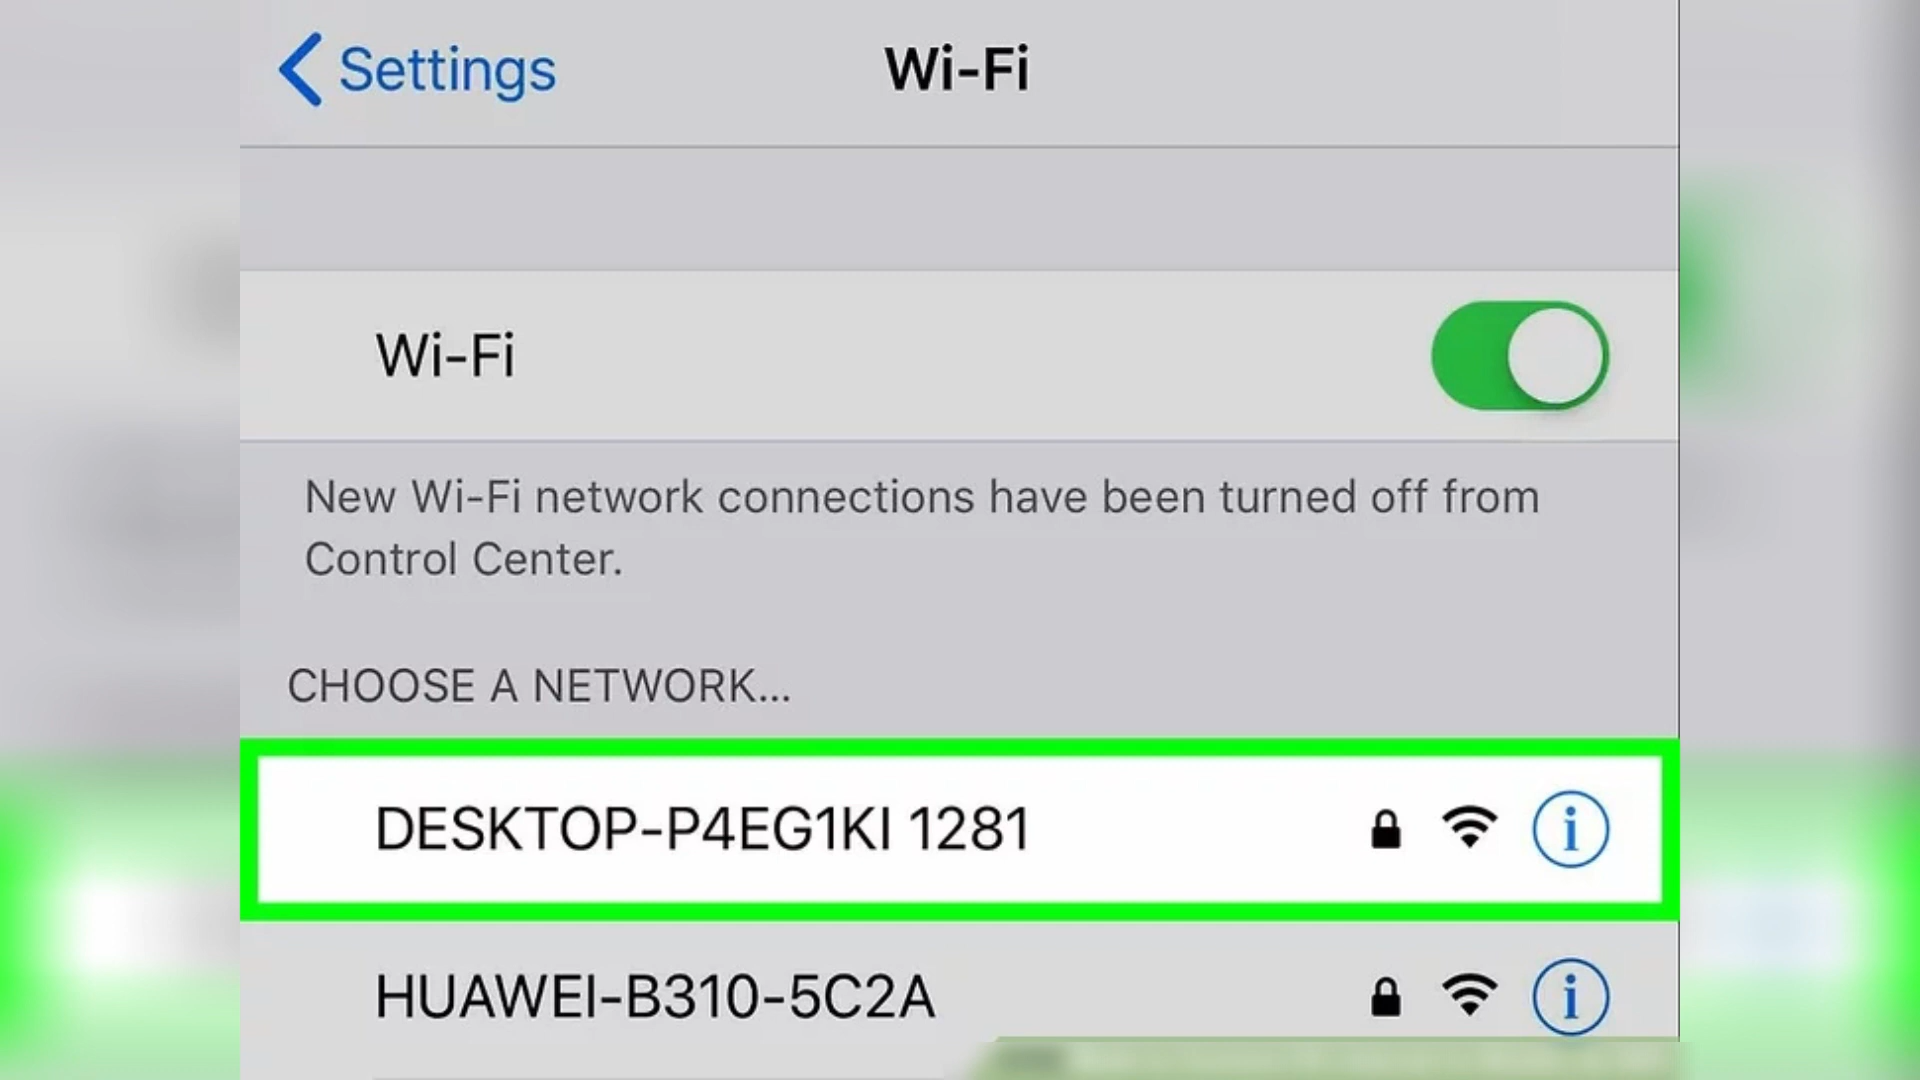 Settings
Wi-Fi
Wi-Fi
New Wi-Fi network connections have been turned off from
Control Center.
CHOOSE A NETWORK...
DESKTOP-P4EG1KI 1281
HUAWEI-B310-5C2A